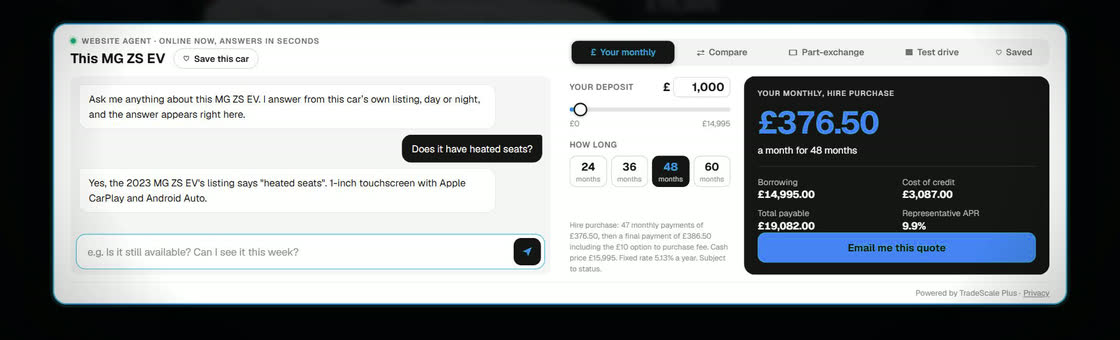 WEBSITE AGENT · ONLINE NOW, ANSWERS IN SECONDS
This MG ZS EV
♡ Save this car
£ Your monthly
⇄ Compare
Part-exchange
Test drive
♡ Saved
Ask me anything about this MG ZS EV. I answer from this car's own listing, day or night,
and the answer appears right here.
Does it have heated seats?
Yes, the 2023 MG ZS EV's listing says "heated seats". 1-inch touchscreen with Apple
CarPlay and Android Auto.
e.g. Is it still available? Can I see it this week?
YOUR DEPOSIT
£ 1,000
£0
£14,995
HOW LONG
24 months
36 months
48 months
60 months
Hire purchase: 47 monthly payments of
£376.50, then a final payment of £386.50
including the £10 option to purchase fee. Cash
price £15,995. Fixed rate 5.13% a year. Subject
to status.
YOUR MONTHLY, HIRE PURCHASE
£376.50
a month for 48 months
Borrowing
£14,995.00
Cost of credit
£3,087.00
Total payable
£19,082.00
Representative APR
9.9%
Email me this quote
Powered by TradeScale Plus · Privacy